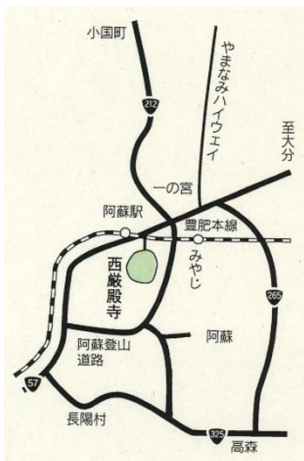 小国町
212
やまなみハイウェイ
至大分
一の宮
阿蘇駅
豊肥本線
みやじ
西厳殿寺
265
阿蘇
阿蘇登山
道路
57
長陽村
325
高森